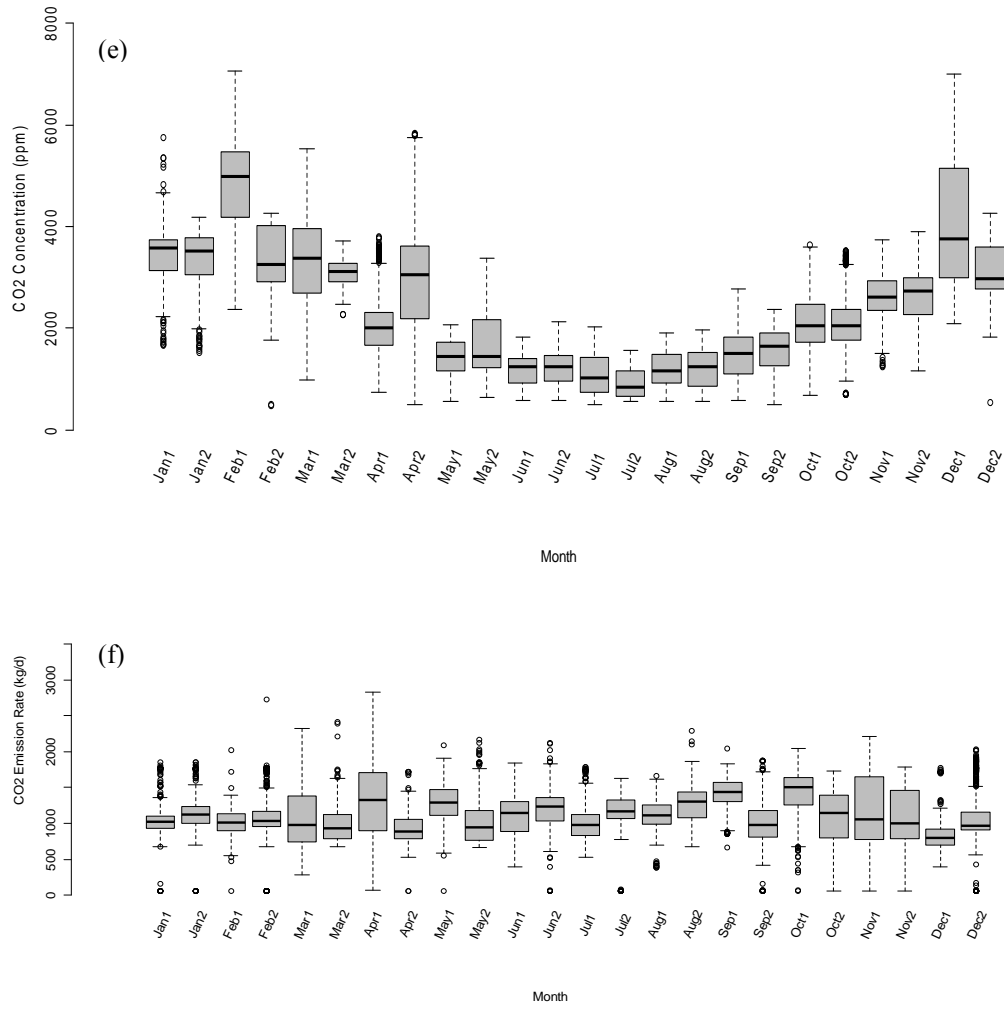 (e)
CO2 Concentration (ppm)
8000
6000
4000
2000
0
Jan1 Jan2 Feb1 Feb2 Mar1 Mar2 Apr1 Apr2 May1 May2 Jun1 Jun2 Jul1 Jul2 Aug1 Aug2 Sep1 Sep2 Oct1 Oct2 Nov1 Nov2 Dec1 Dec2
Month
(f)
CO2 Emission Rate (kg/d)
3000
2000
1000
500
0
Jan1 Jan2 Feb1 Feb2 Mar1 Mar2 Apr1 Apr2 May1 May2 Jun1 Jun2 Jul1 Jul2 Aug1 Aug2 Sep1 Sep2 Oct1 Oct2 Nov1 Nov2 Dec1 Dec2
Month